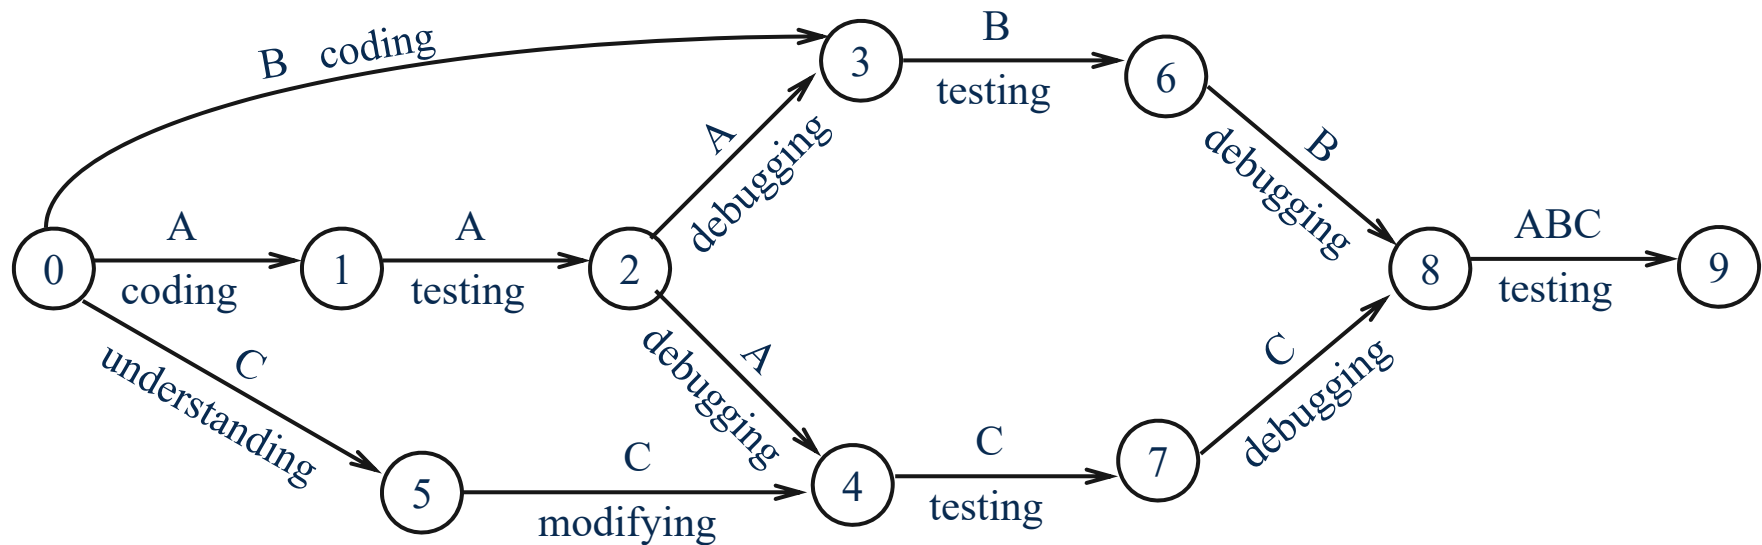 B coding
3
B
testing
6
A
debugging
B
debugging
0
A
coding
1
A
testing
2
8
ABC
testing
9
C
understanding
A
debugging
C
debugging
5
C
modifying
4
C
testing
7